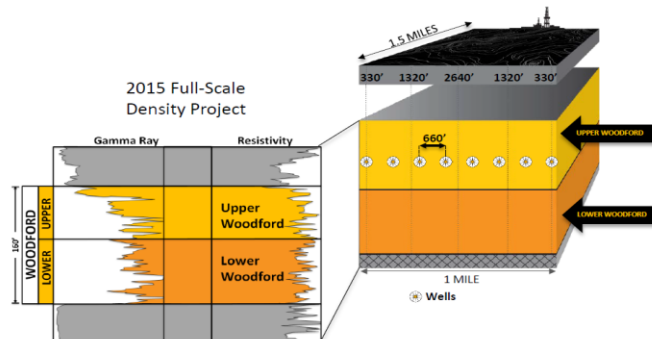 2015 Full-Scale
Density Project
Gamma Ray
Resistivity
WOODFORD
160'
UPPER
LOWER
Upper
Woodford
Lower
Woodford
1.5 MILES
330' 1320' 2640' 1320' 330'
660'
UPPER WOODFORD
LOWER WOODFORD
1 MILE
Wells